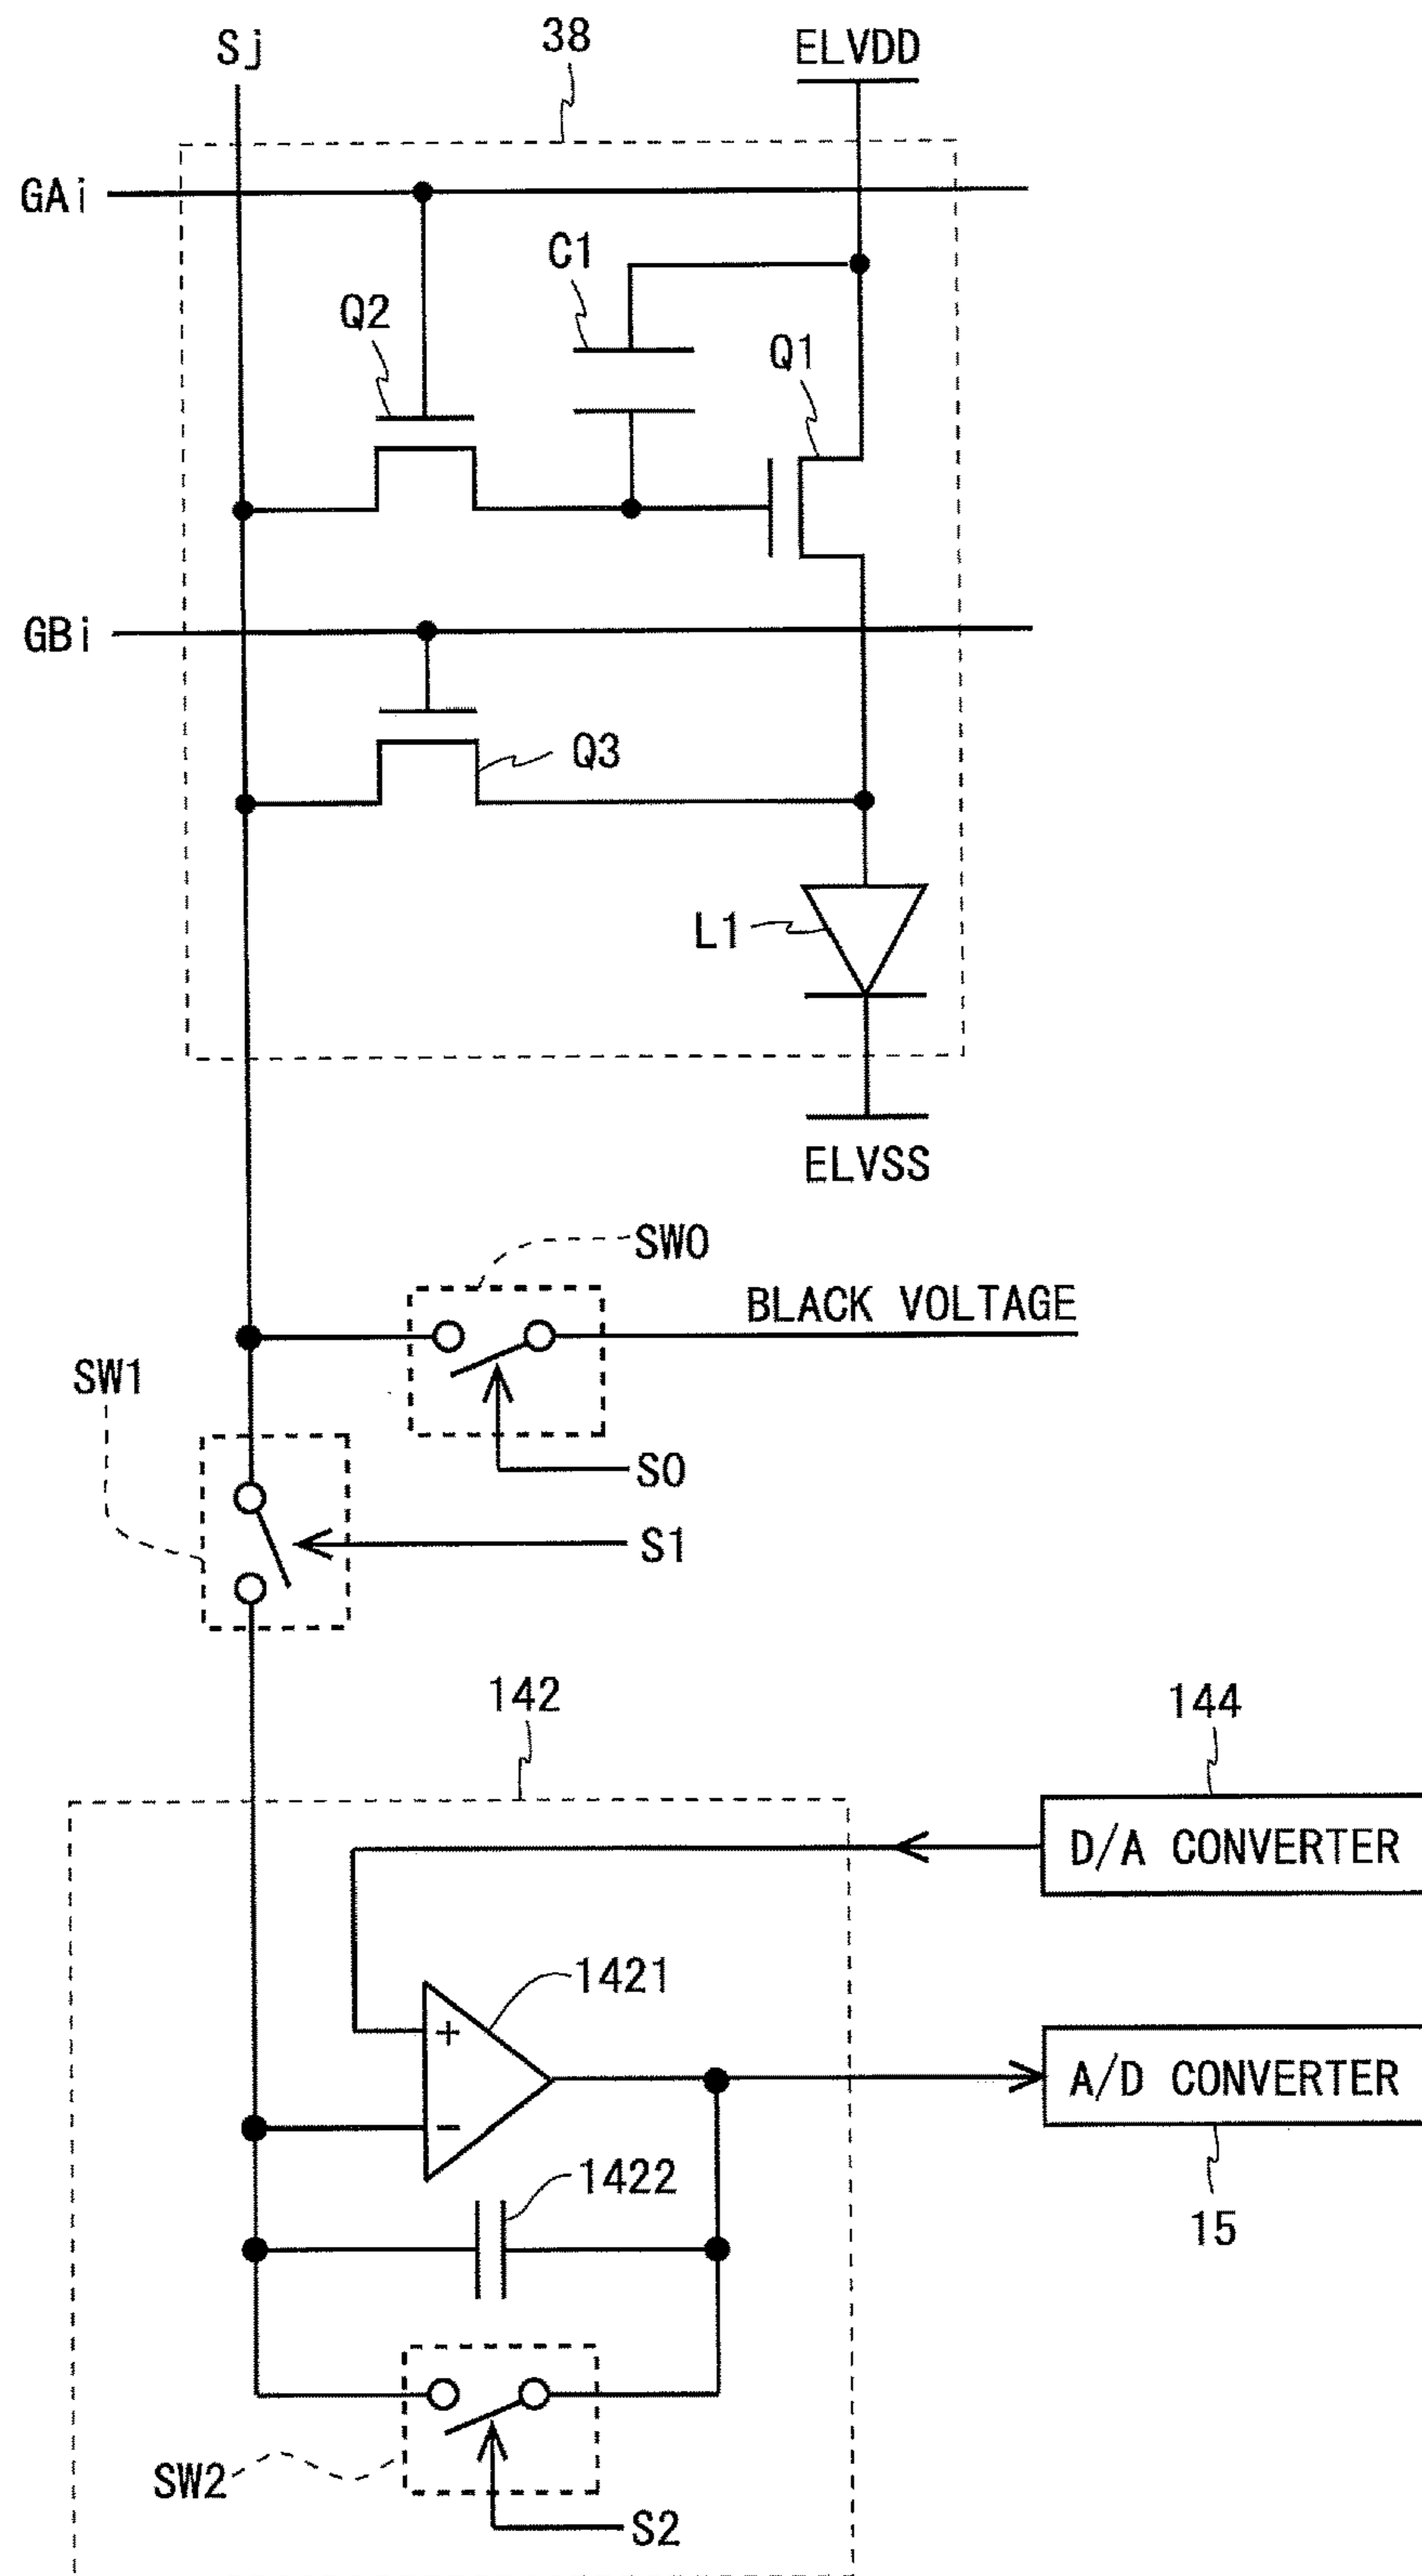 Sj
38
ELVDD
GAi
C1
Q2
Q1
GBi
Q3
L1
ELVSS
SW0
BLACK VOLTAGE
SW1
S0
S1
142
144
D/A CONVERTER
1421
+
A/D CONVERTER
−
1422
15
SW2
S2